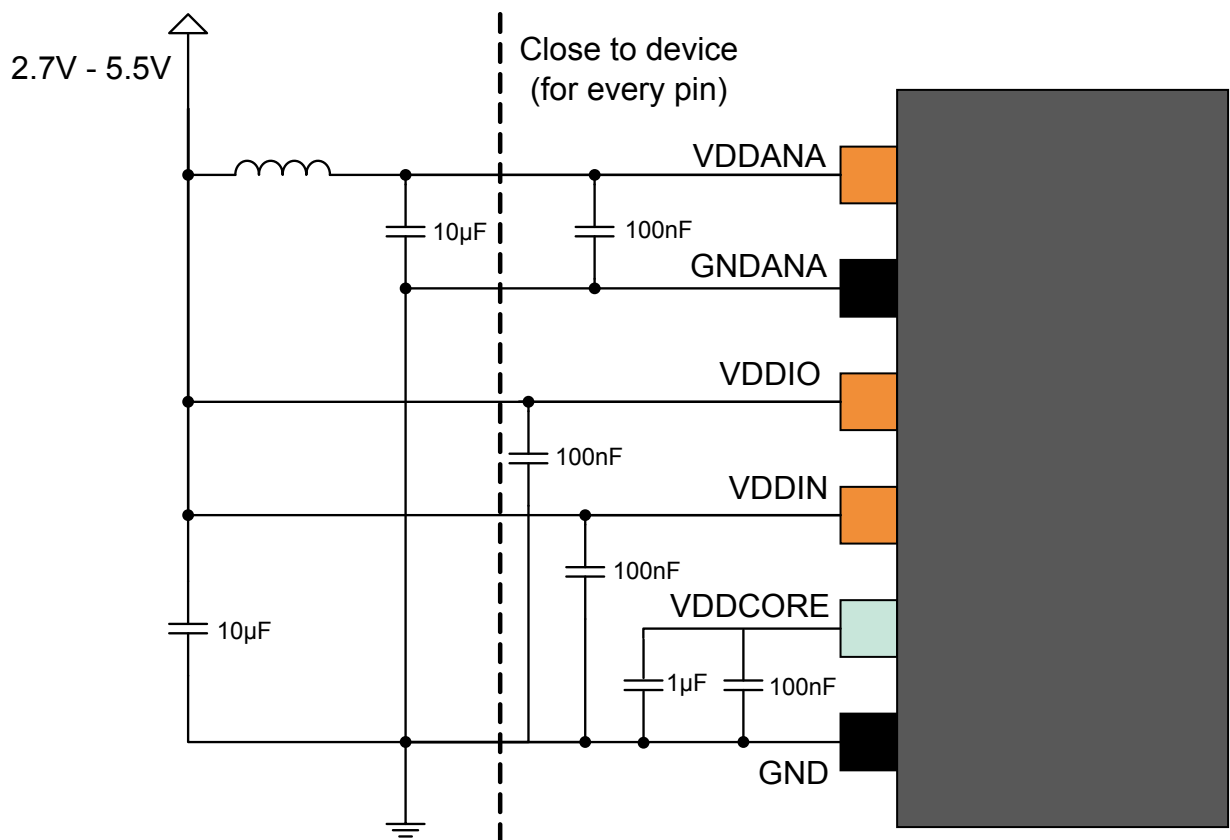 2.7V - 5.5V
Close to device
(for every pin)
VDDANA
10µF
100nF
GNDANA
VDDIO
100nF
VDDIN
100nF
VDDCORE
10µF
1µF
100nF
GND